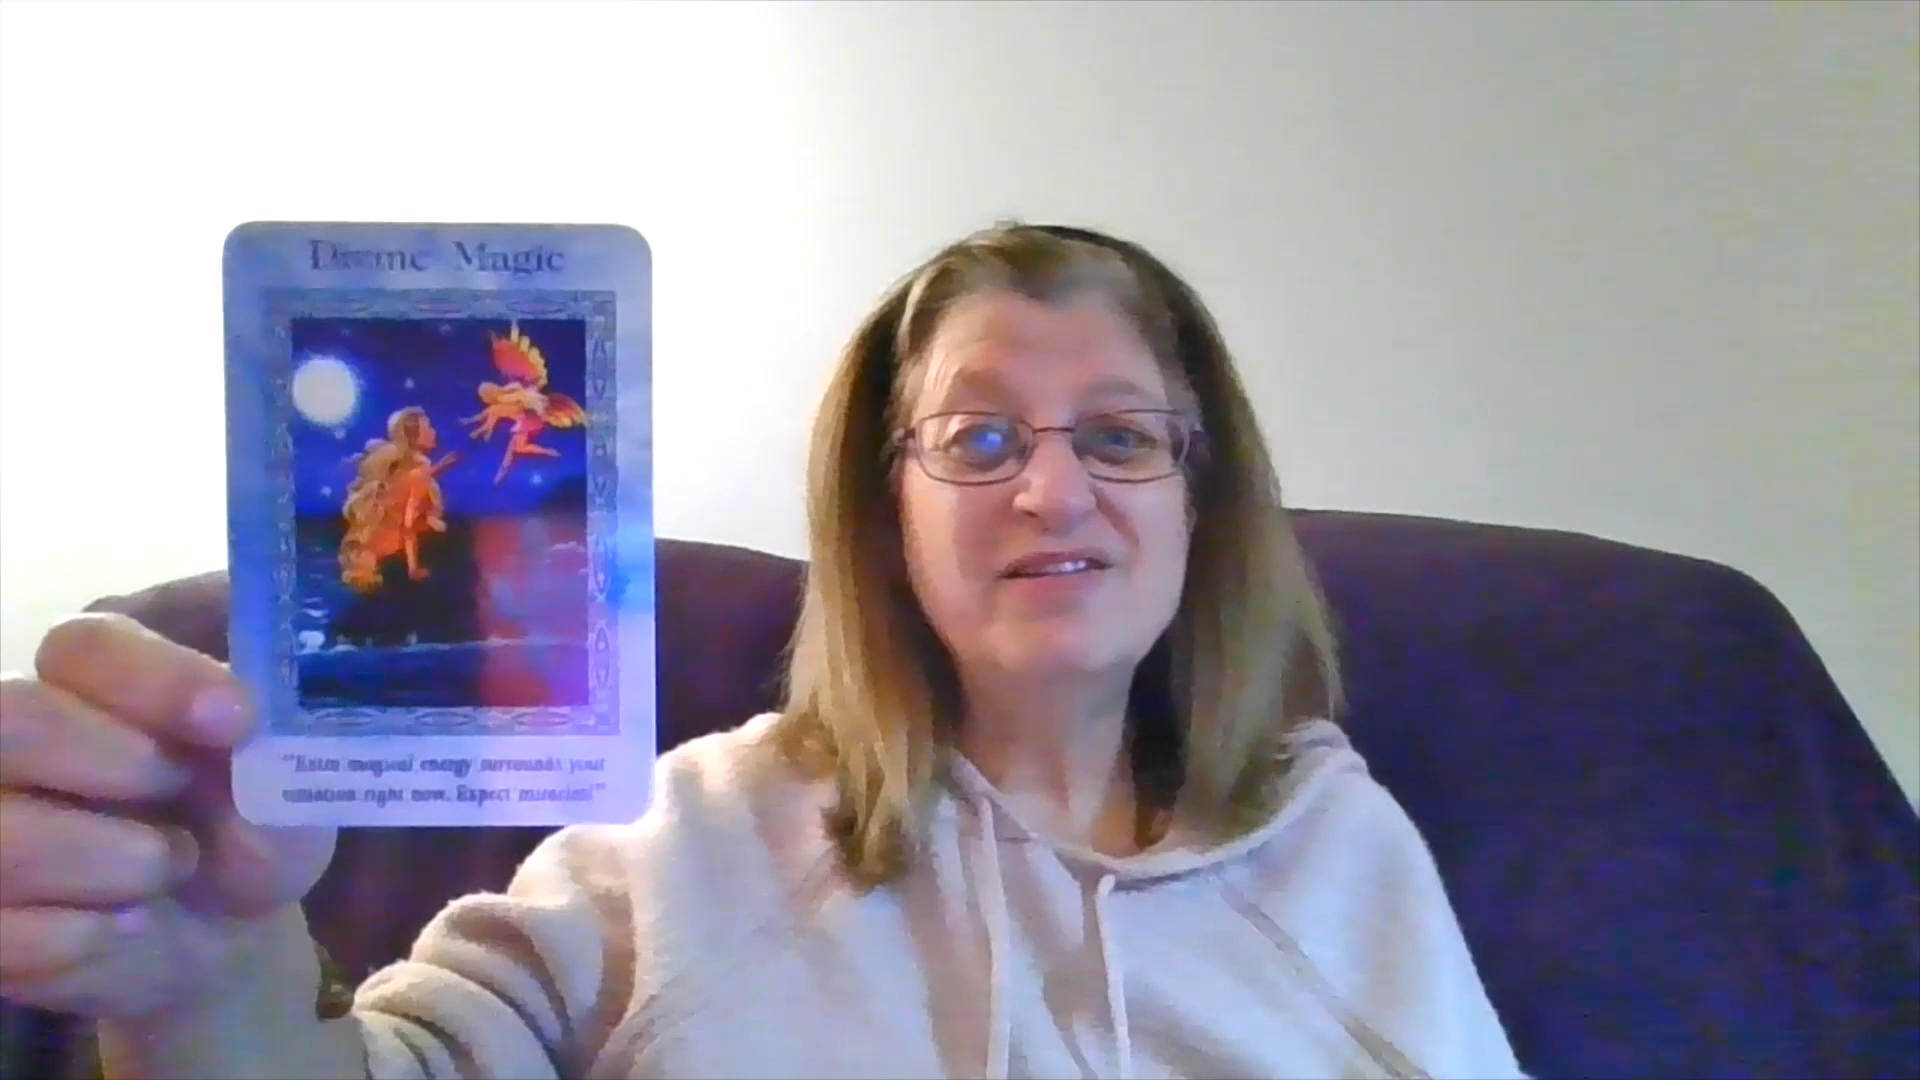 Divine Magic
"Extra magical energy surrounds your
situation right now. Expect miracles!"